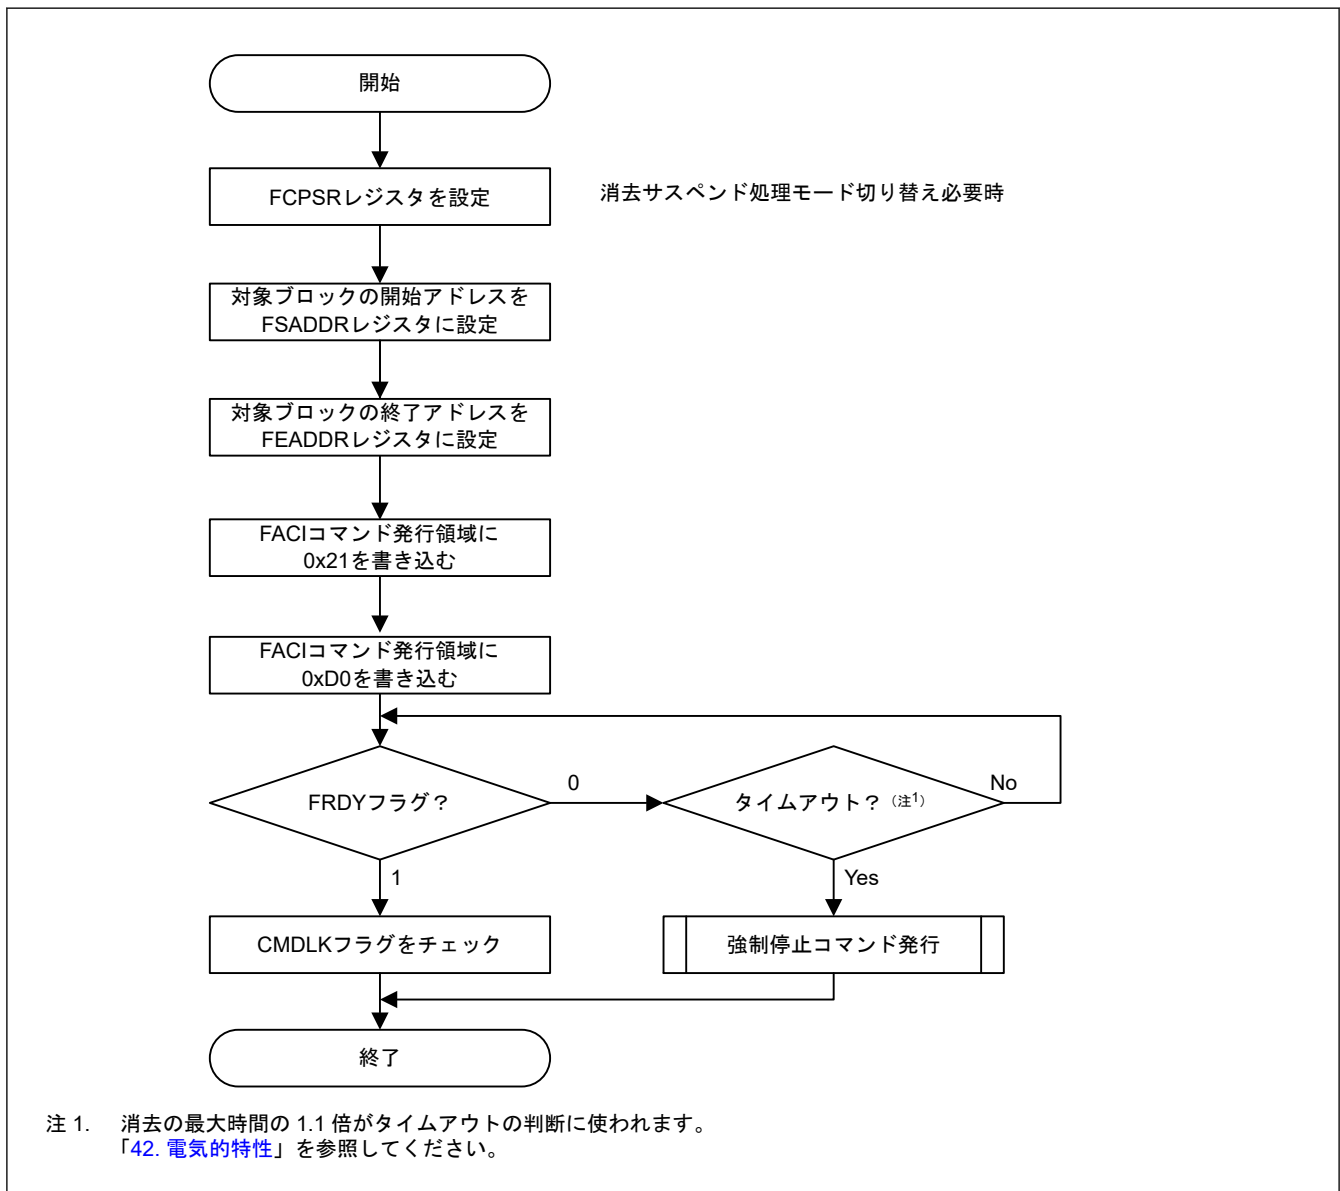 開始
FCPSRレジスタを設定
消去サスペンド処理モード切り替え必要時
対象ブロックの開始アドレスを
FSADDRレジスタに設定
対象ブロックの終了アドレスを
FEADDRレジスタに設定
FACIコマンド発行領域に
0x21を書き込む
FACIコマンド発行領域に
0xD0を書き込む
FRDYフラグ？
0
タイムアウト？（注1）
No
1
Yes
CMDLKフラグをチェック
強制停止コマンド発行
終了
注 1. 消去の最大時間の 1.1 倍がタイムアウトの判断に使われます。
「42. 電気的特性」を参照してください。